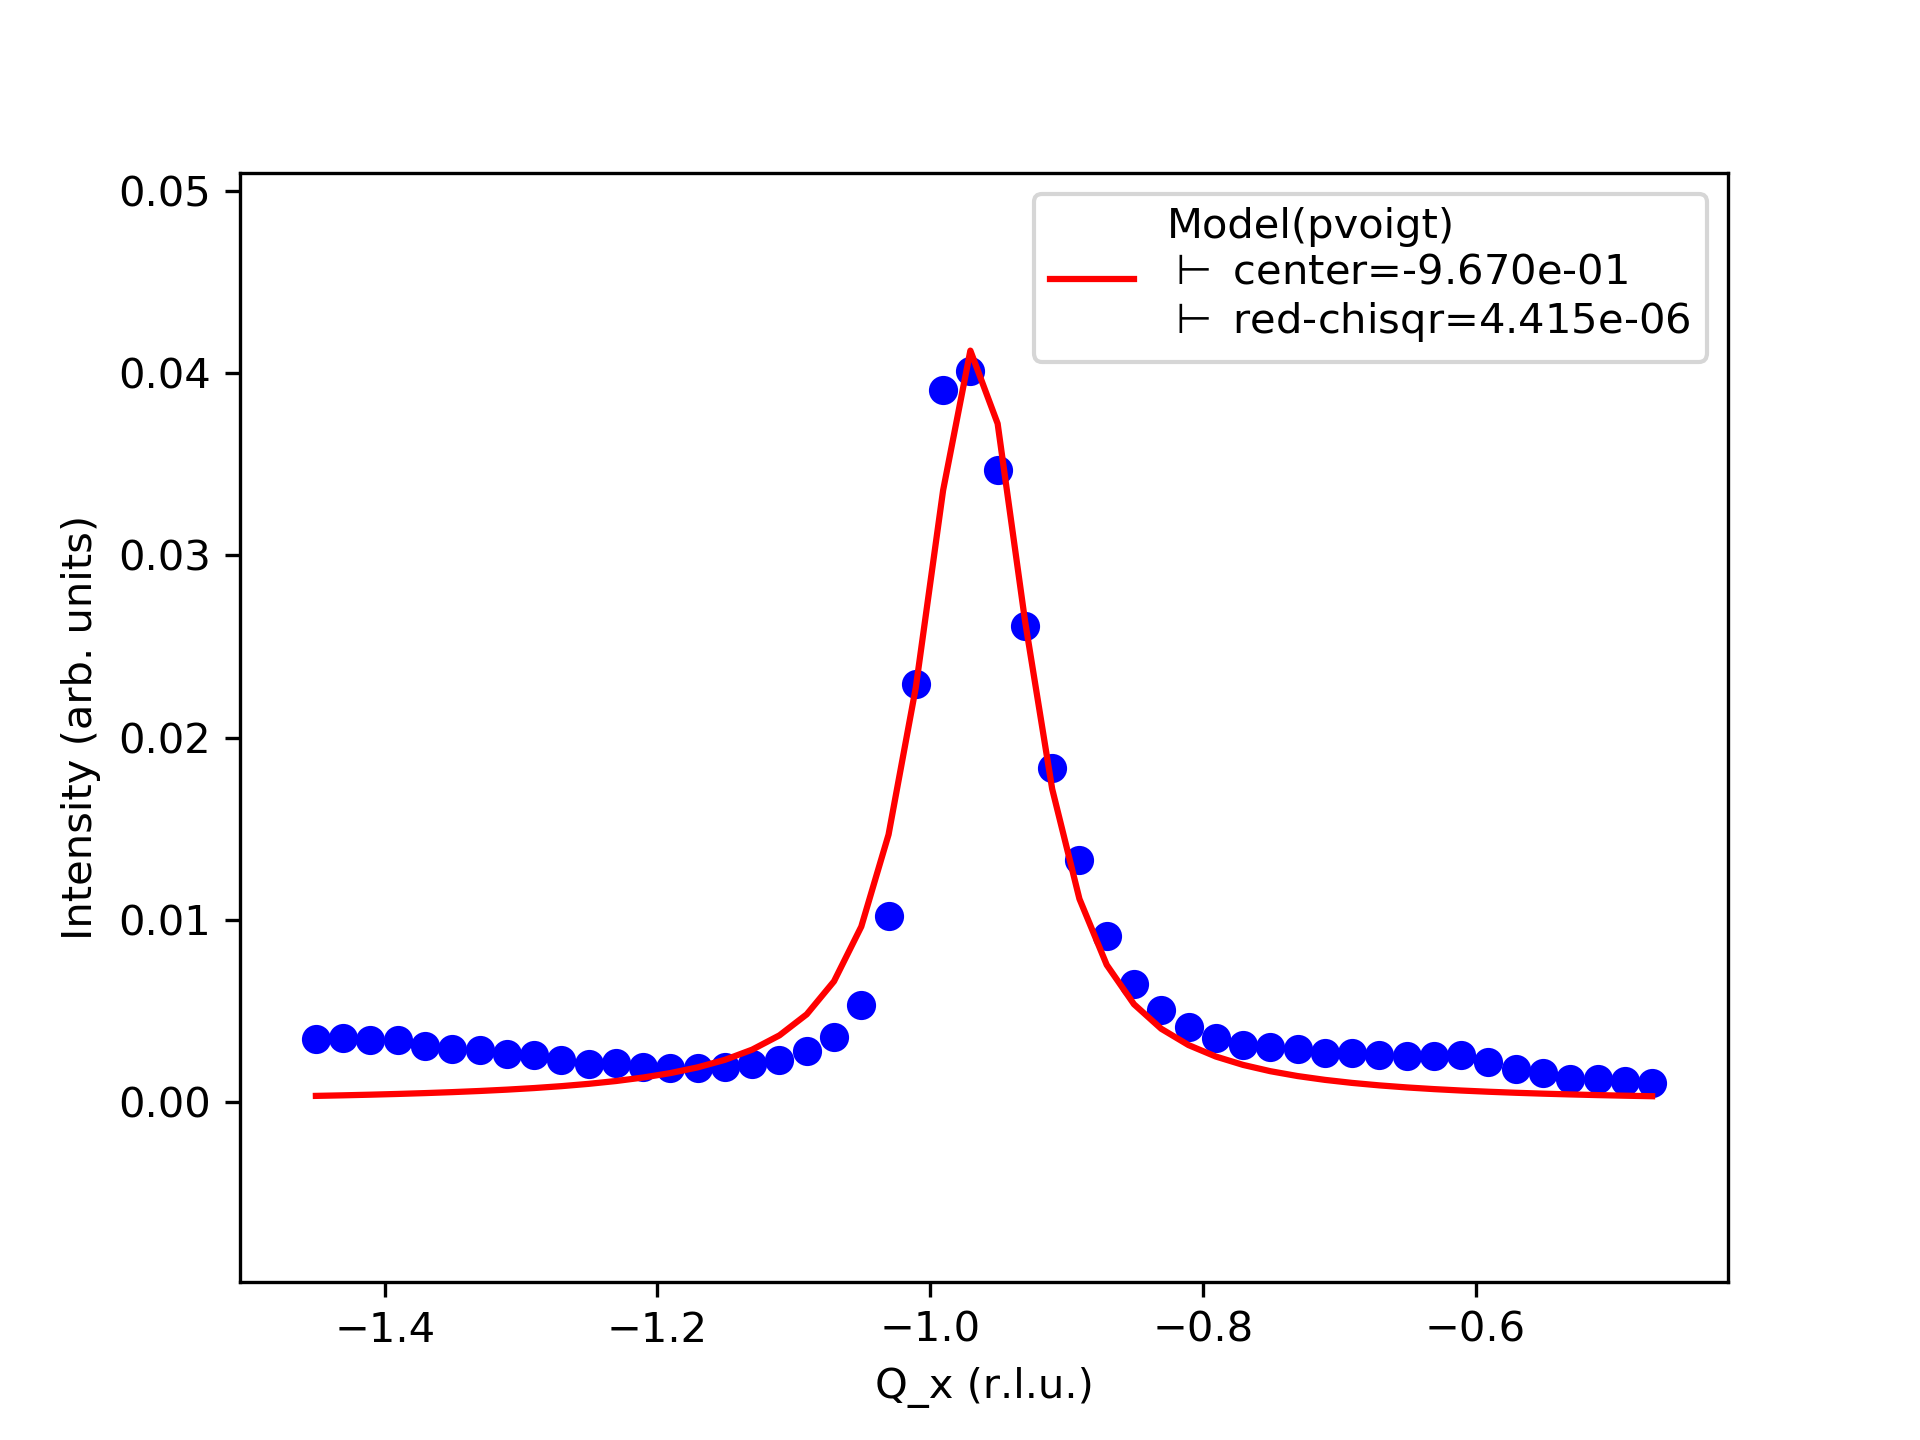 Model(pvoigt)
⊢ center=-9.670e-01
⊢ red-chisqr=4.415e-06
0.05
0.04
0.03
0.02
0.01
0.00
Intensity (arb. units)
−1.4 −1.2 −1.0 −0.8 −0.6
Q_x (r.l.u.)